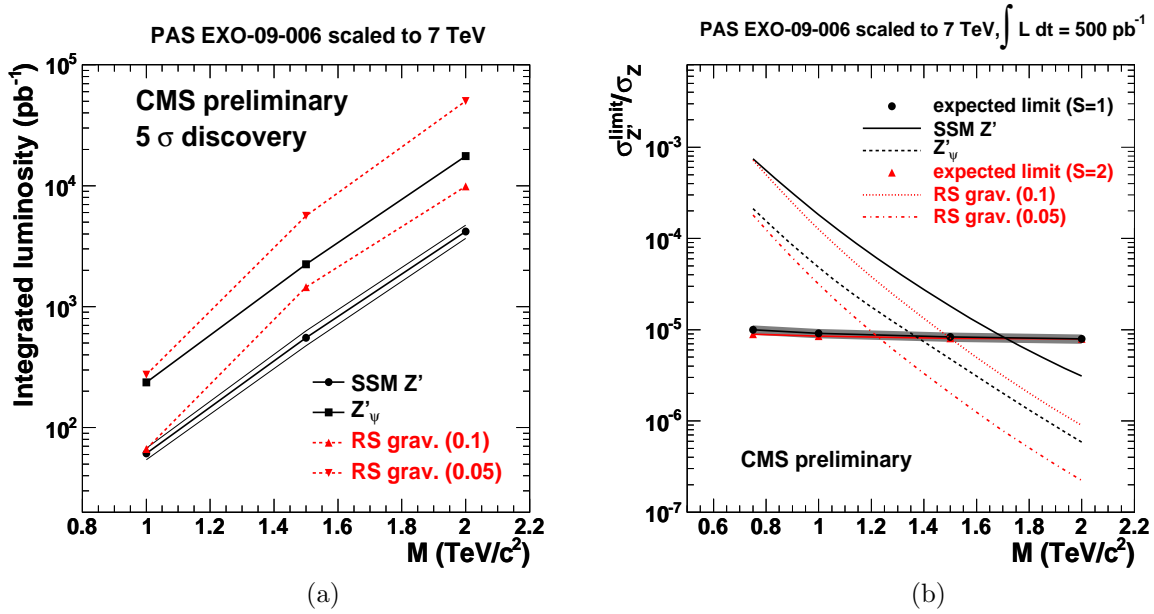 PAS EXO-09-006 scaled to 7 TeV
Integrated luminosity (pb⁻¹)
10⁵
10⁴
10³
10²
CMS preliminary
5 σ discovery
SSM Z'
Z'ψ
RS grav. (0.1)
RS grav. (0.05)
0.8 1 1.2 1.4 1.6 1.8 2 2.2
M (TeV/c²)
(a)
PAS EXO-09-006 scaled to 7 TeV, ∫ L dt = 500 pb⁻¹
σ_Z'^limit/σ_Z
10⁻³
10⁻⁴
10⁻⁵
10⁻⁶
10⁻⁷
expected limit (S=1)
SSM Z'
Z'ψ
expected limit (S=2)
RS grav. (0.1)
RS grav. (0.05)
CMS preliminary
0.6 0.8 1 1.2 1.4 1.6 1.8 2 2.2
M (TeV/c²)
(b)